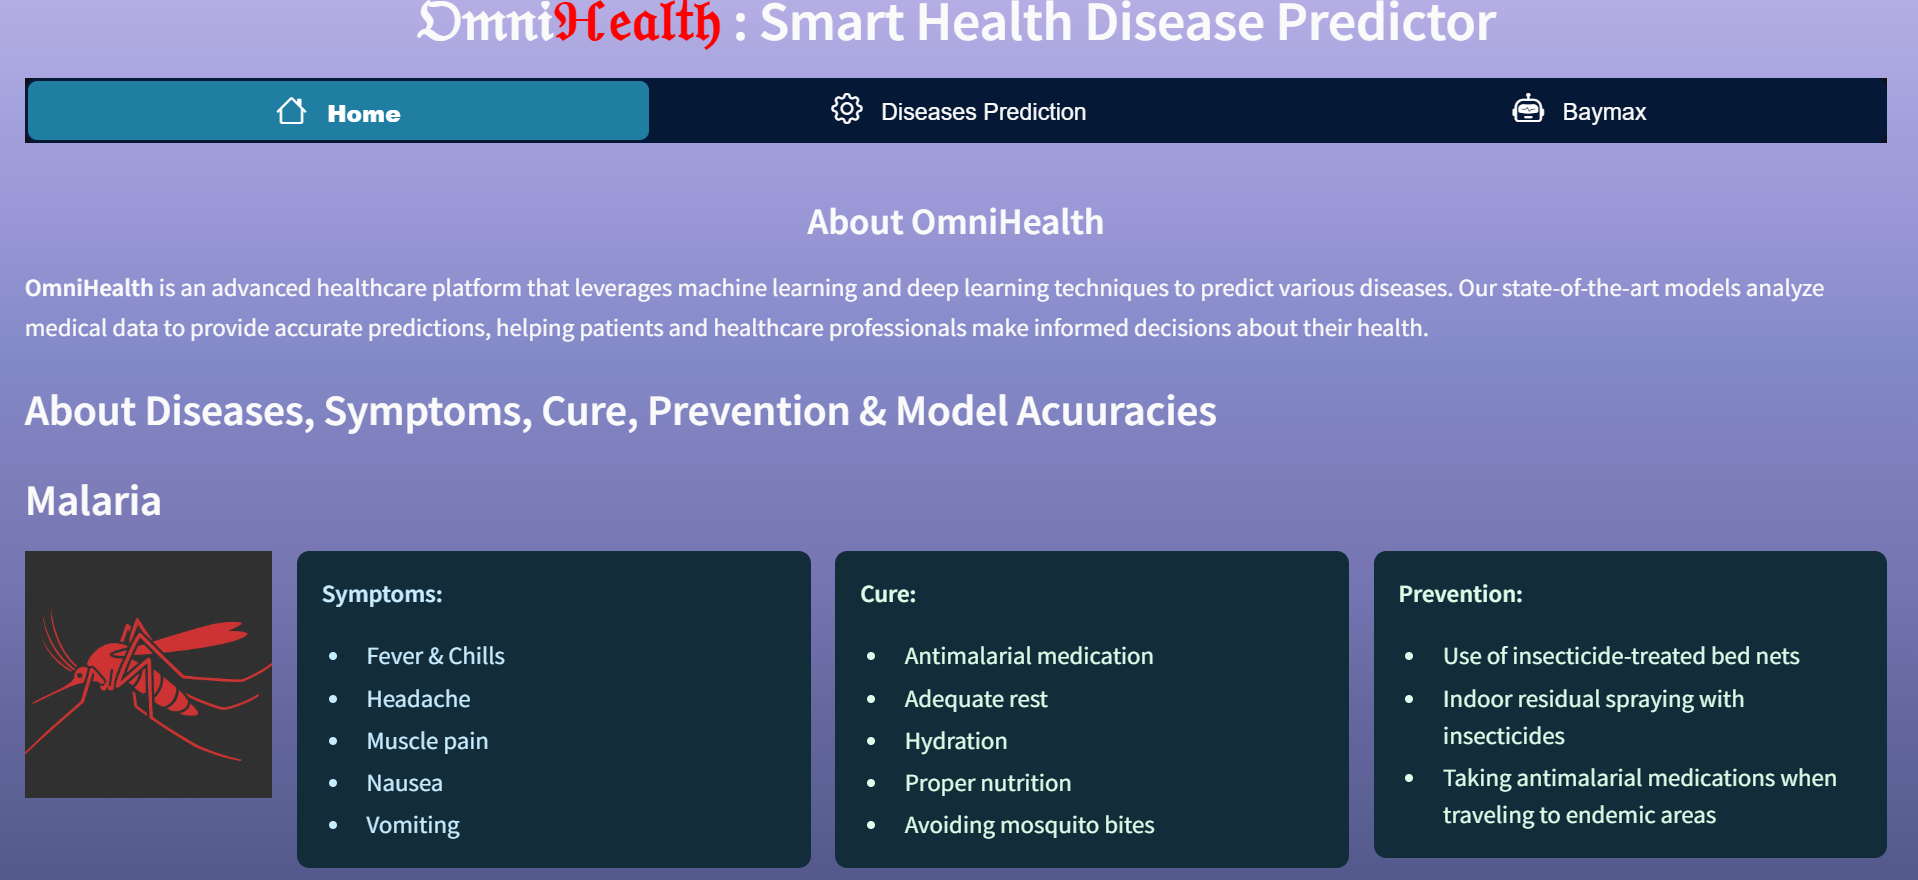 OmniHealth : Smart Health Disease Predictor
Home
Diseases Prediction
Baymax
About OmniHealth
OmniHealth is an advanced healthcare platform that leverages machine learning and deep learning techniques to predict various diseases. Our state-of-the-art models analyze
medical data to provide accurate predictions, helping patients and healthcare professionals make informed decisions about their health.
About Diseases, Symptoms, Cure, Prevention & Model Acuuracies
Malaria
Symptoms:
Fever & Chills
Headache
Muscle pain
Nausea
Vomiting
Cure:
Antimalarial medication
Adequate rest
Hydration
Proper nutrition
Avoiding mosquito bites
Prevention:
Use of insecticide-treated bed nets
Indoor residual spraying with
insecticides
Taking antimalarial medications when
traveling to endemic areas